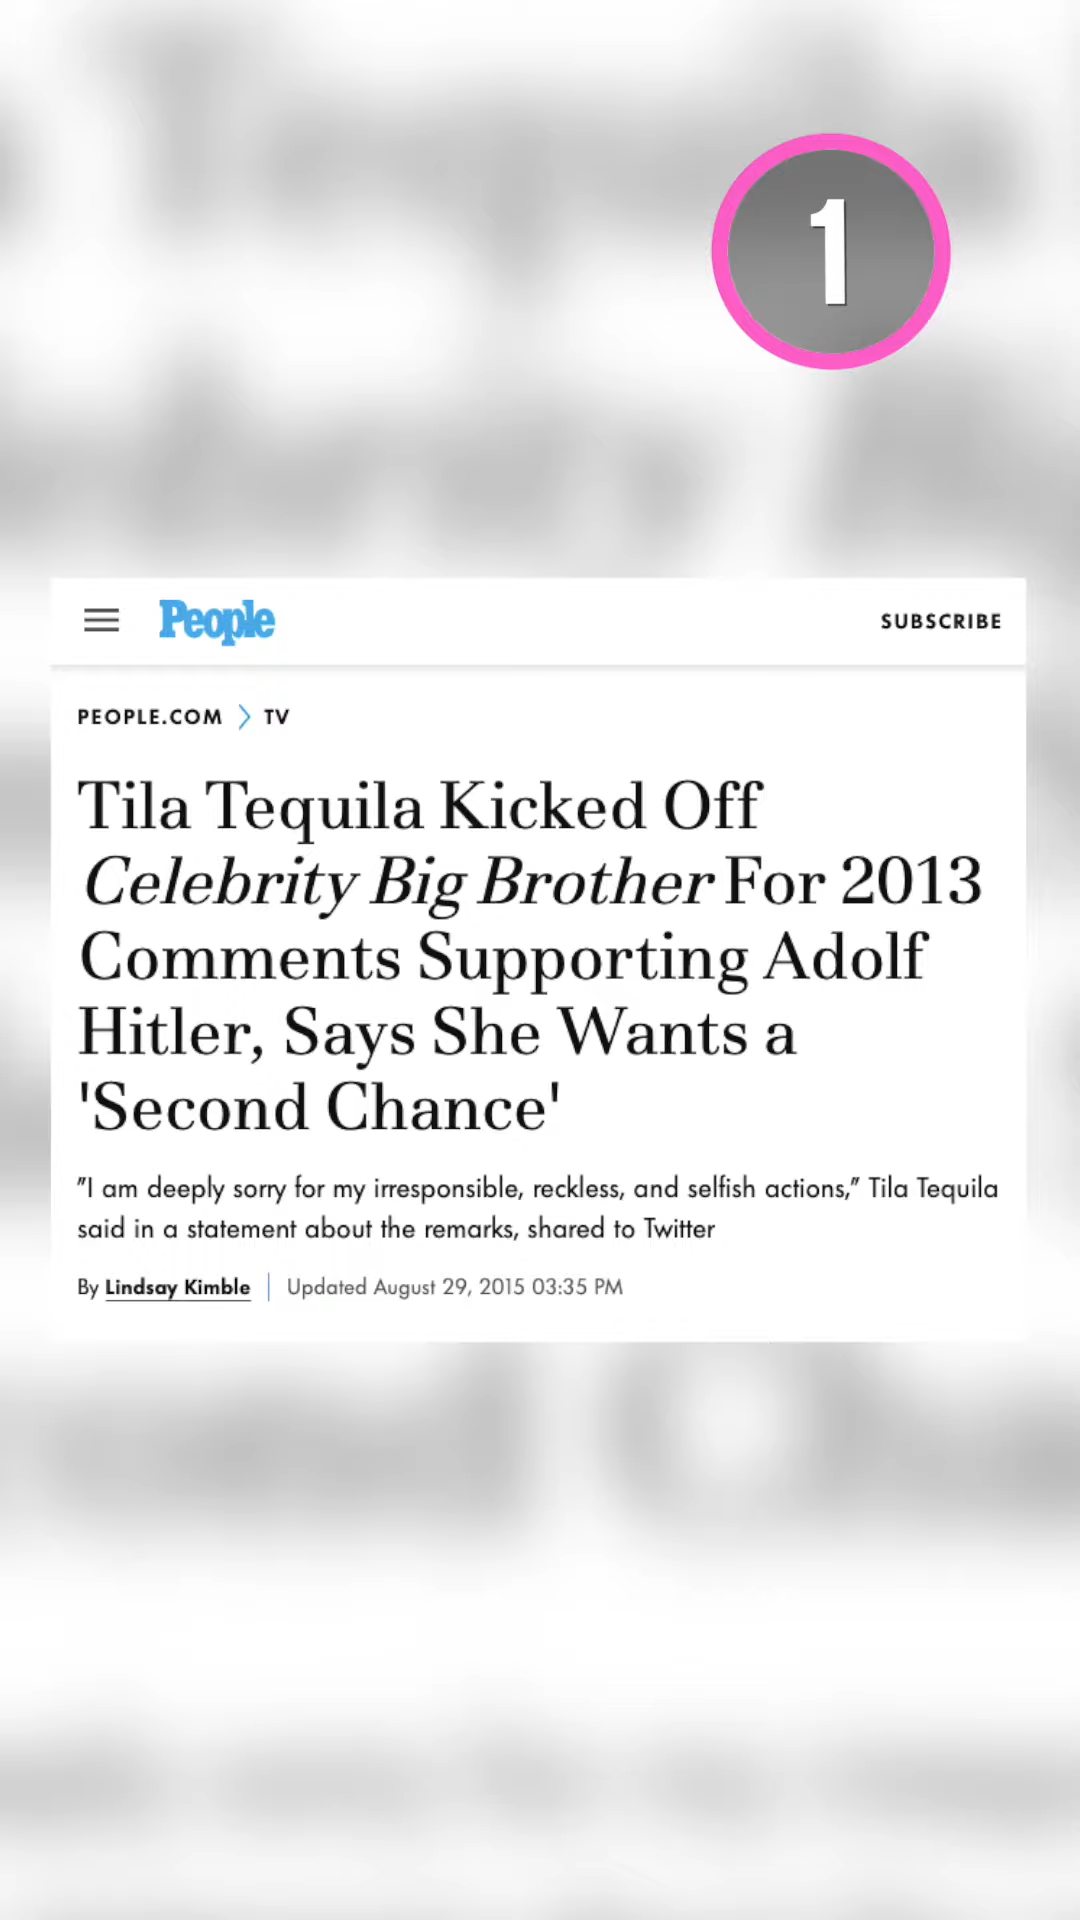 1
People
SUBSCRIBE
PEOPLE.COM > TV
Tila Tequila Kicked Off
Celebrity Big Brother For 2013
Comments Supporting Adolf
Hitler, Says She Wants a
'Second Chance'
"I am deeply sorry for my irresponsible, reckless, and selfish actions," Tila Tequila
said in a statement about the remarks, shared to Twitter
By Lindsay Kimble | Updated August 29, 2015 03:35 PM